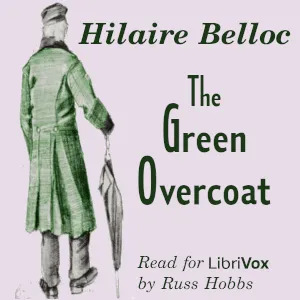 Hilaire Belloc
The
Green
Overcoat
Read for LibriVox
by Russ Hobbs